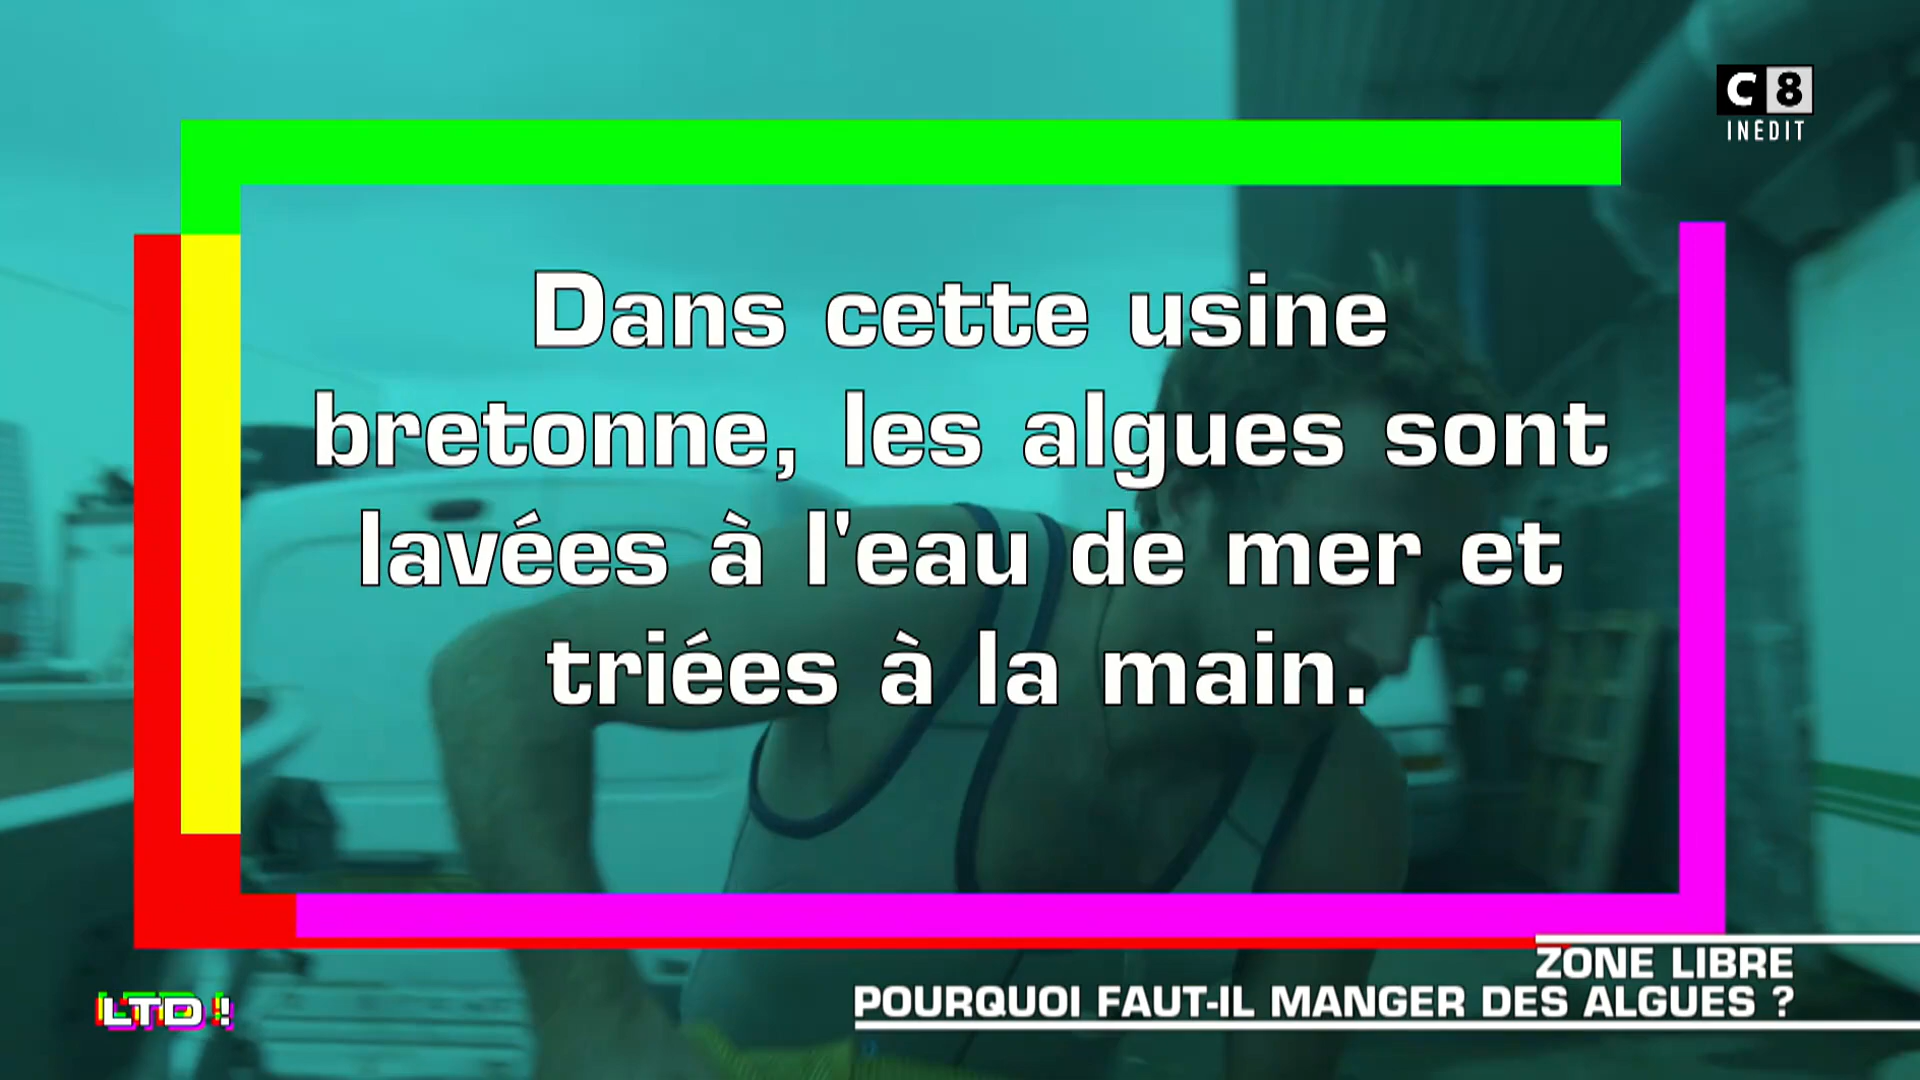 C8
INÉDIT
Dans cette usine
bretonne, les algues sont
lavées à l'eau de mer et
triées à la main.
ZONE LIBRE
POURQUOI FAUT-IL MANGER DES ALGUES ?
LTD !